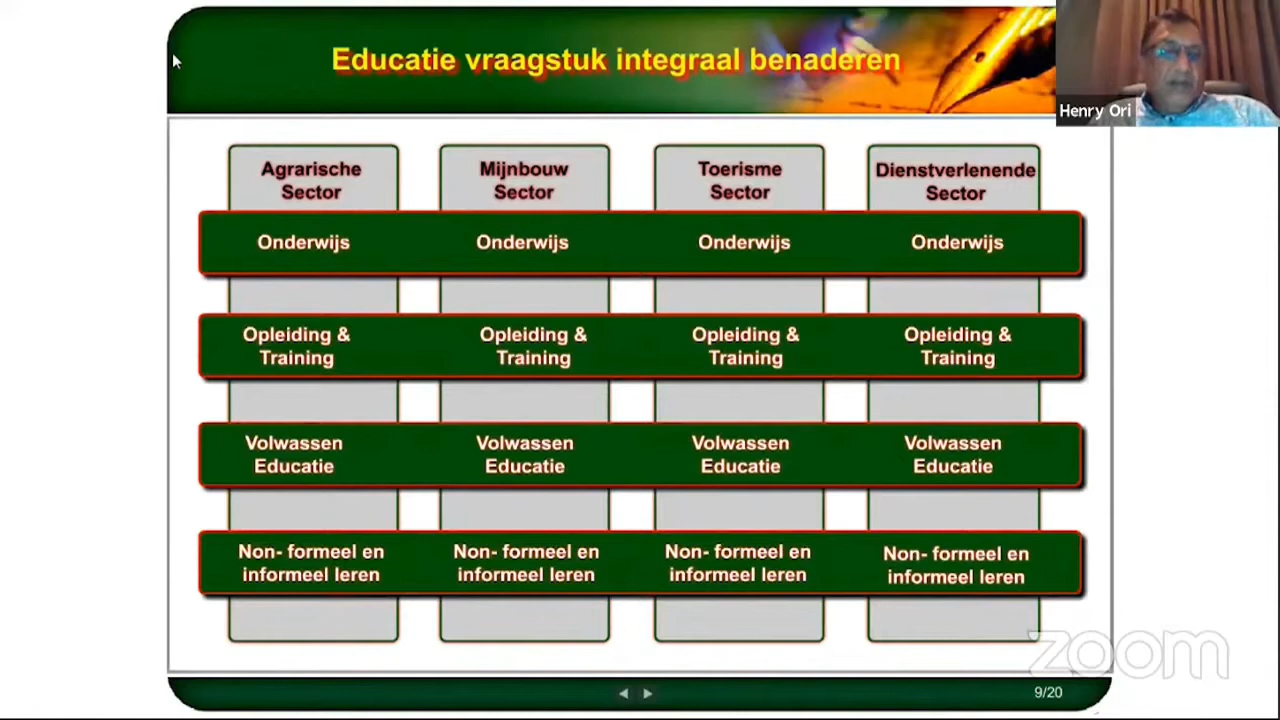 Educatie vraagstuk integraal benaderen
Henry Ori
Agrarische Sector
Mijnbouw Sector
Toerisme Sector
Dienstverlenende Sector
Onderwijs Onderwijs Onderwijs Onderwijs
Opleiding & Opleiding & Opleiding & Opleiding &
Training Training Training Training
Volwassen Volwassen Volwassen Volwassen
Educatie Educatie Educatie Educatie
Non- formeel en Non- formeel en Non- formeel en Non- formeel en
informeel leren informeel leren informeel leren informeel leren
zoom
9/20